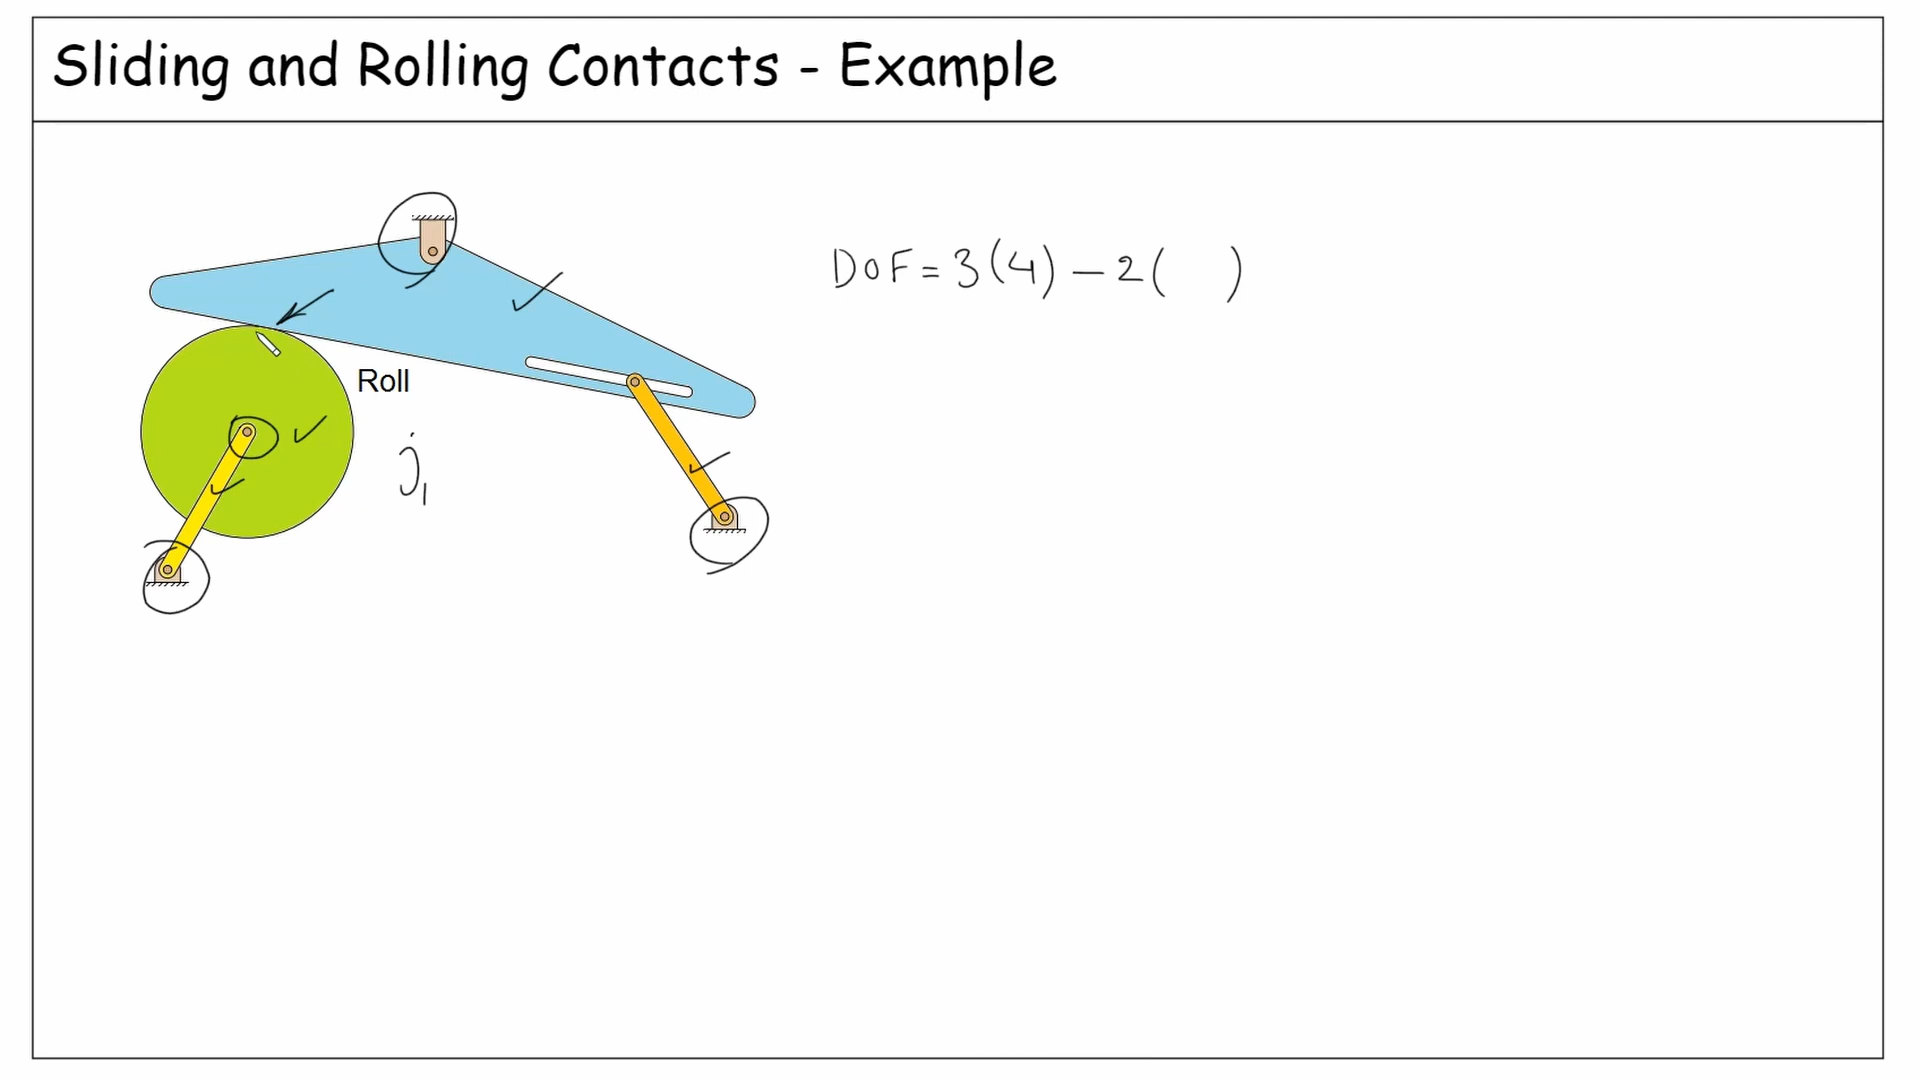 Sliding and Rolling Contacts - Example
DOF = 3(4) - 2( )
Roll
j1